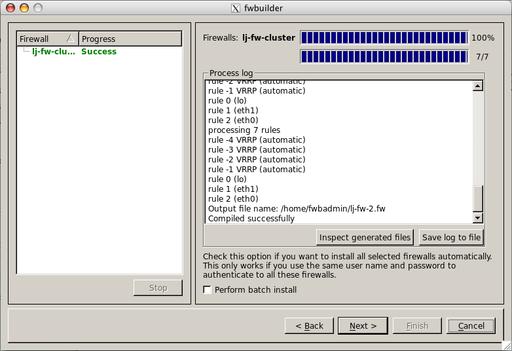 fwbuilder
Firewall Progress
lj-fw-clu... Success
Stop
Firewalls: lj-fw-cluster 100%
7/7
Process log
rule -2 VRRP (automatic)
rule -1 VRRP (automatic)
rule 0 (lo)
rule 1 (eth1)
rule 2 (eth0)
processing 7 rules
rule -4 VRRP (automatic)
rule -3 VRRP (automatic)
rule -2 VRRP (automatic)
rule -1 VRRP (automatic)
rule 0 (lo)
rule 1 (eth1)
rule 2 (eth0)
Output file name: /home/fwbadmin/lj-fw-2.fw
Compiled successfully
Inspect generated files Save log to file
Check this option if you want to install all selected firewalls automatically.
This only works if you use the same user name and password to
authenticate to all these firewalls.
Perform batch install
< Back Next > Finish Cancel